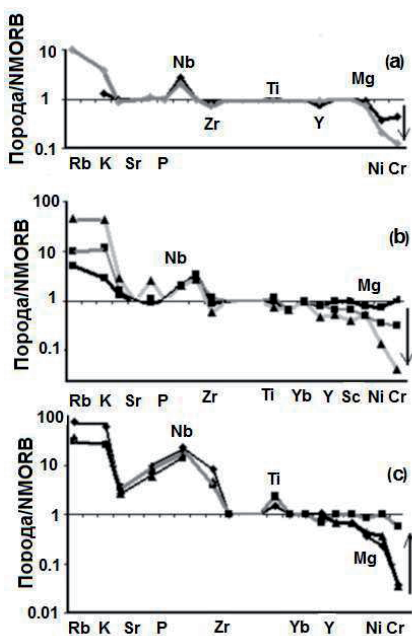 (a)
Порода/NMORB
10
1
0.1
Nb
Ti
Mg
Zr
Y
Rb K Sr P
Ni Cr
(b)
Порода/NMORB
100
10
1
0.1
Nb
Mg
Rb K Sr P Zr Ti Yb Y Sc Ni Cr
(c)
Порода/NMORB
100
10
1
0.1
0.01
Nb
Ti
Mg
Rb K Sr P Zr Yb Y Ni Cr